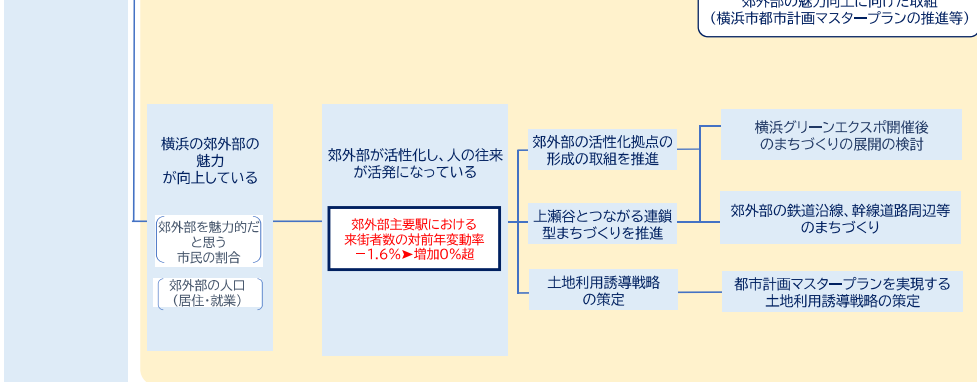 郊外部の魅力向上に向けた取組
（横浜市都市計画マスタープランの推進等）
横浜の郊外部の
魅力
が向上している
郊外部を魅力的だ
と思う
市民の割合
郊外部の人口
（居住・就業）
郊外部が活性化し、人の往来
が活発になっている
郊外部主要駅における
来街者数の対前年変動率
－1.6%➤増加0%超
郊外部の活性化拠点の
形成の取組を推進
上瀬谷とつながる連鎖
型まちづくりを推進
土地利用誘導戦略
の策定
横浜グリーンエクスポ開催後
のまちづくりの展開の検討
郊外部の鉄道沿線、幹線道路周辺等
のまちづくり
都市計画マスタープランを実現する
土地利用誘導戦略の策定